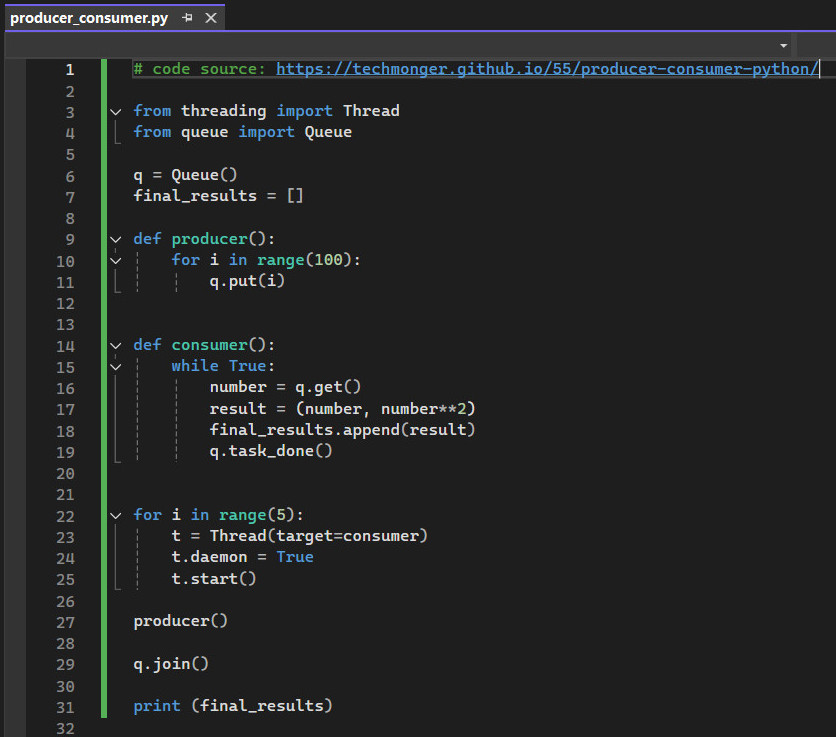 producer_consumer.py
1 # code source: https://techmonger.github.io/55/producer-consumer-python/
2
3 from threading import Thread
4 from queue import Queue
5
6 q = Queue()
7 final_results = []
8
9 def producer():
10     for i in range(100):
11         q.put(i)
12
13
14 def consumer():
15     while True:
16         number = q.get()
17         result = (number, number**2)
18         final_results.append(result)
19         q.task_done()
20
21
22 for i in range(5):
23     t = Thread(target=consumer)
24     t.daemon = True
25     t.start()
26
27 producer()
28
29 q.join()
30
31 print (final_results)
32